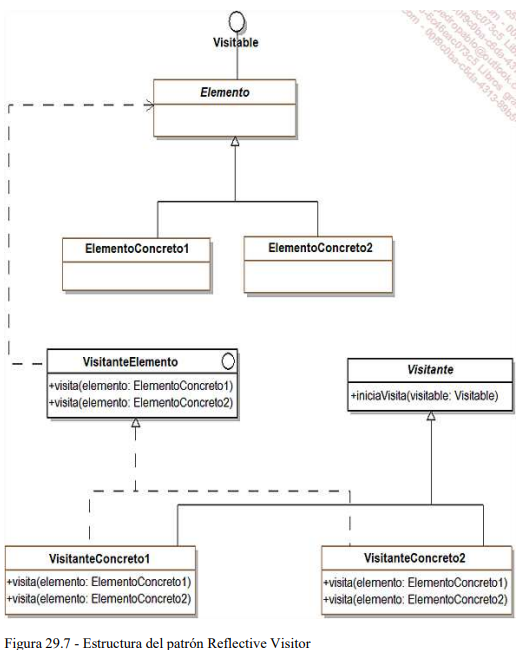 Visitable
Elemento
ElementoConcreto1
ElementoConcreto2
VisitanteElemento
+visita(elemento: ElementoConcreto1)
+visita(elemento: ElementoConcreto2)
Visitante
+iniciaVisita(visitable: Visitable)
VisitanteConcreto1
+visita(elemento: ElementoConcreto1)
+visita(elemento: ElementoConcreto2)
VisitanteConcreto2
+visita(elemento: ElementoConcreto1)
+visita(elemento: ElementoConcreto2)
Figura 29.7 - Estructura del patrón Reflective Visitor